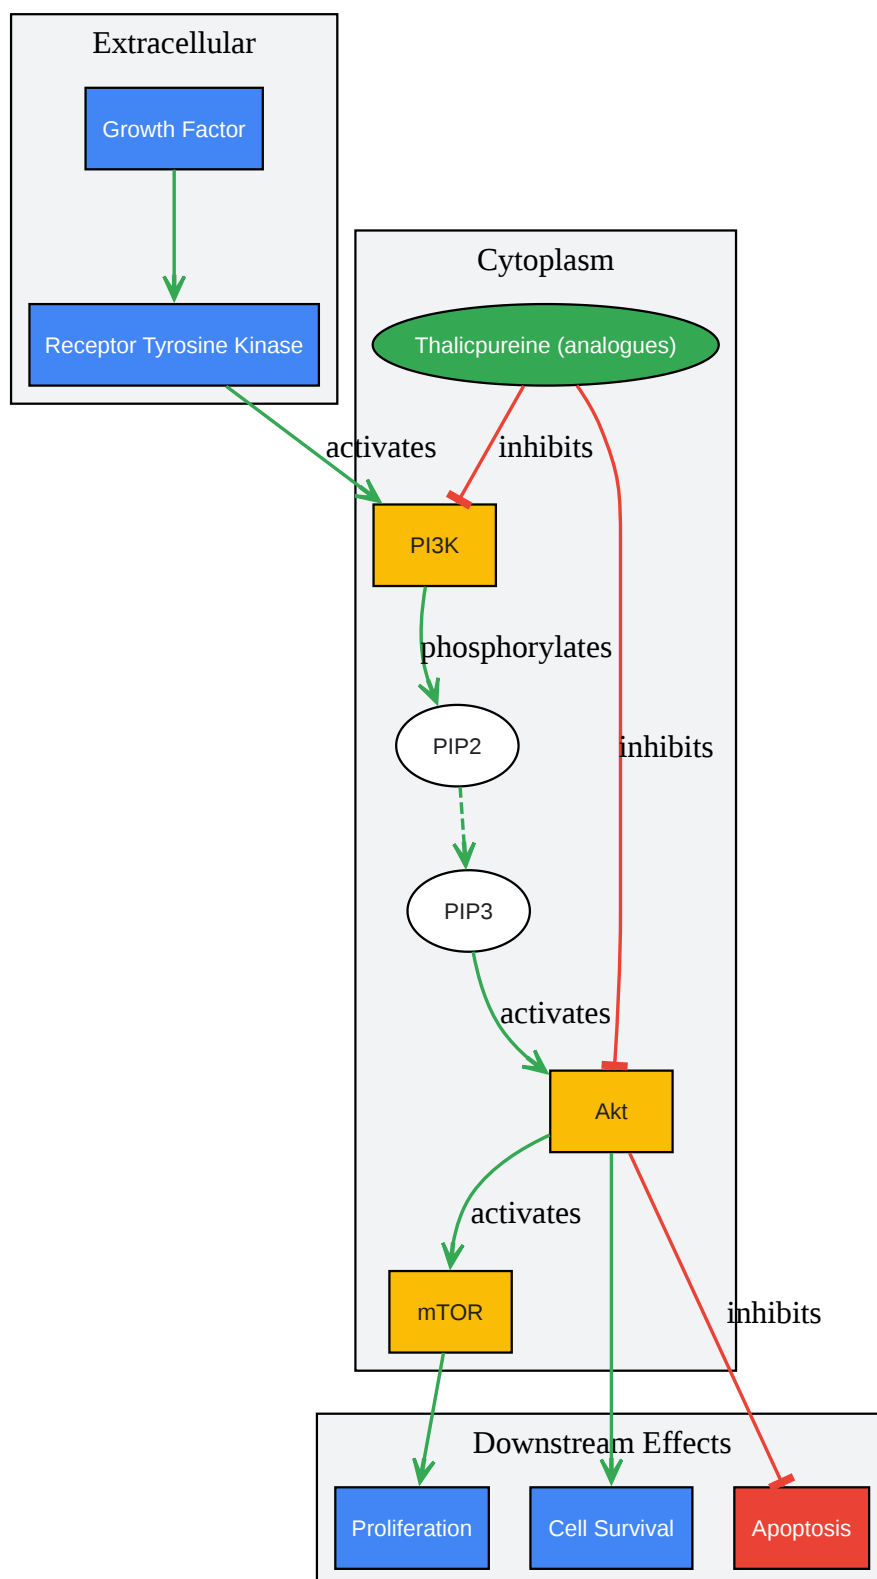 Extracellular
Growth Factor
Receptor Tyrosine Kinase
Cytoplasm
Thalicpureine (analogues)
activates
inhibits
PI3K
phosphorylates
PIP2
inhibits
PIP3
activates
Akt
activates
mTOR
inhibits
Downstream Effects
Proliferation
Cell Survival
Apoptosis